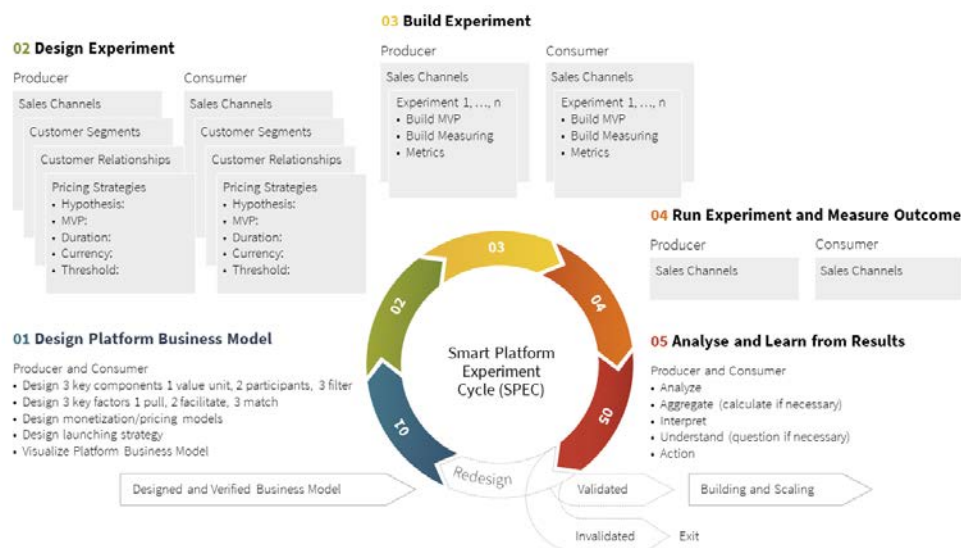 03 Build Experiment
Producer
Sales Channels
Experiment 1, ..., n
• Build MVP
• Build Measuring
• Metrics
Consumer
Sales Channels
Experiment 1, ..., n
• Build MVP
• Build Measuring
• Metrics
02 Design Experiment
Producer
Sales Channels
Customer Segments
Customer Relationships
Pricing Strategies
• Hypothesis:
• MVP:
• Duration:
• Currency:
• Threshold:
Consumer
Sales Channels
Customer Segments
Customer Relationships
Pricing Strategies
• Hypothesis:
• MVP:
• Duration:
• Currency:
• Threshold:
04 Run Experiment and Measure Outcome
Producer
Sales Channels
Consumer
Sales Channels
01 Design Platform Business Model
Producer and Consumer
• Design 3 key components 1 value unit, 2 participants, 3 filter
• Design 3 key factors 1 pull, 2 facilitate, 3 match
• Design monetization/pricing models
• Design launching strategy
• Visualize Platform Business Model
03
02
04
01
05
Smart Platform
Experiment
Cycle (SPEC)
Redesign
05 Analyse and Learn from Results
Producer and Consumer
• Analyze
• Aggregate (calculate if necessary)
• Interpret
• Understand (question if necessary)
• Action
Designed and Verified Business Model
Validated
Building and Scaling
Invalidated
Exit